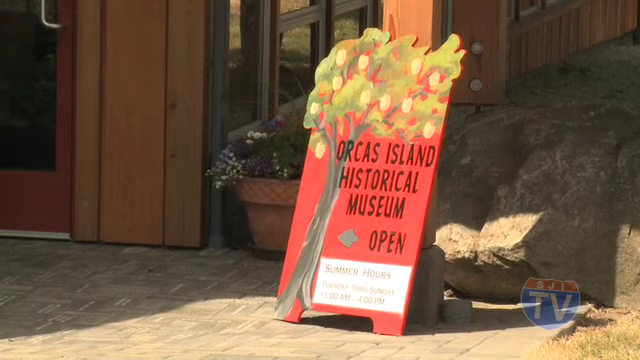 ORCAS ISLAND
HISTORICAL
MUSEUM
OPEN
SUMMER HOURS
TUESDAY THRU SUNDAY
11:00 AM - 4:00 PM
SJI
TV